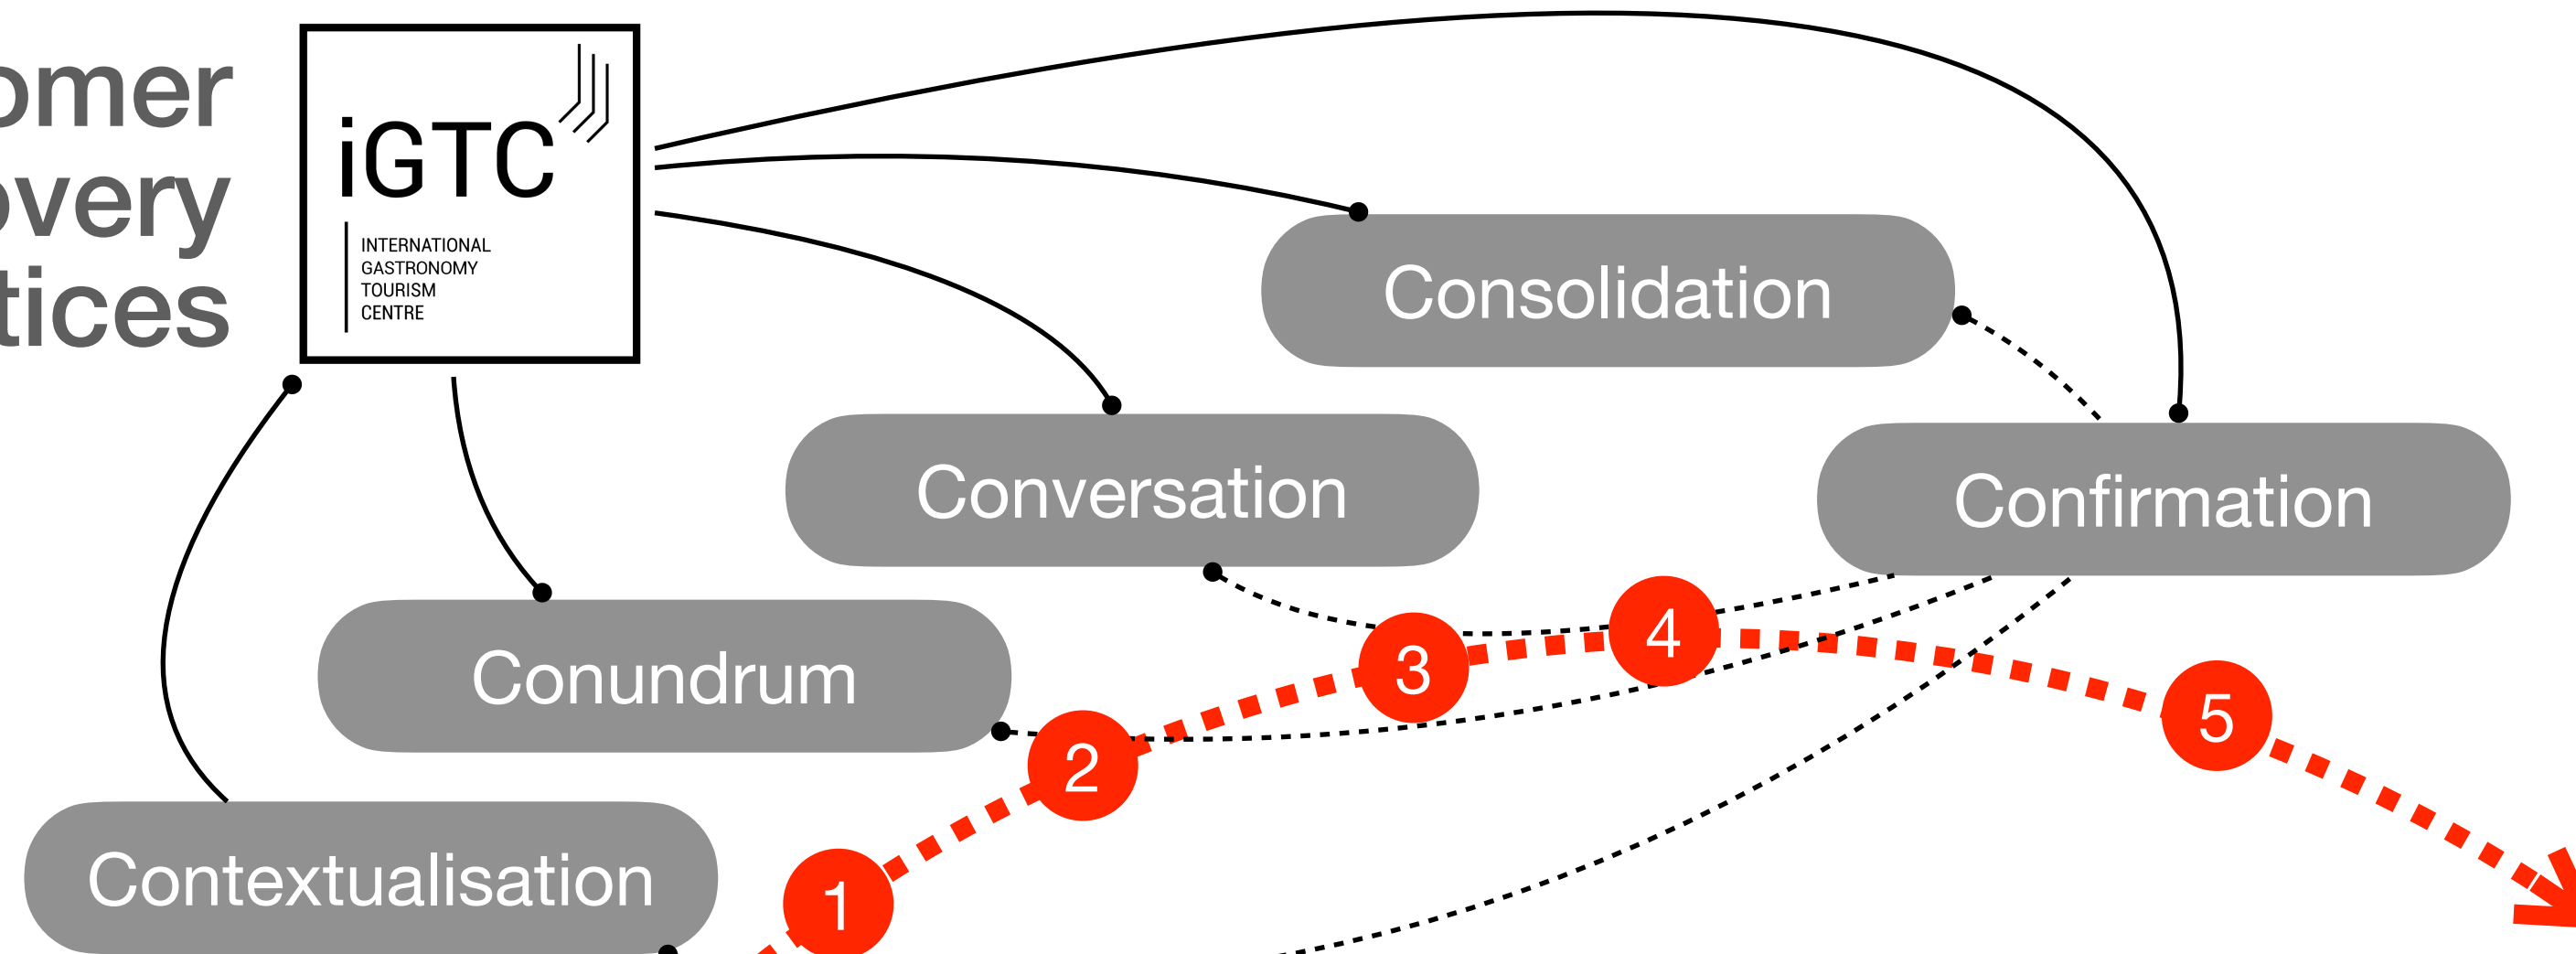 omer
overy
tices
iGTC
INTERNATIONAL
GASTRONOMY
TOURISM
CENTRE
Consolidation
Conversation
Confirmation
Conundrum
Contextualisation
1
2
3
4
5